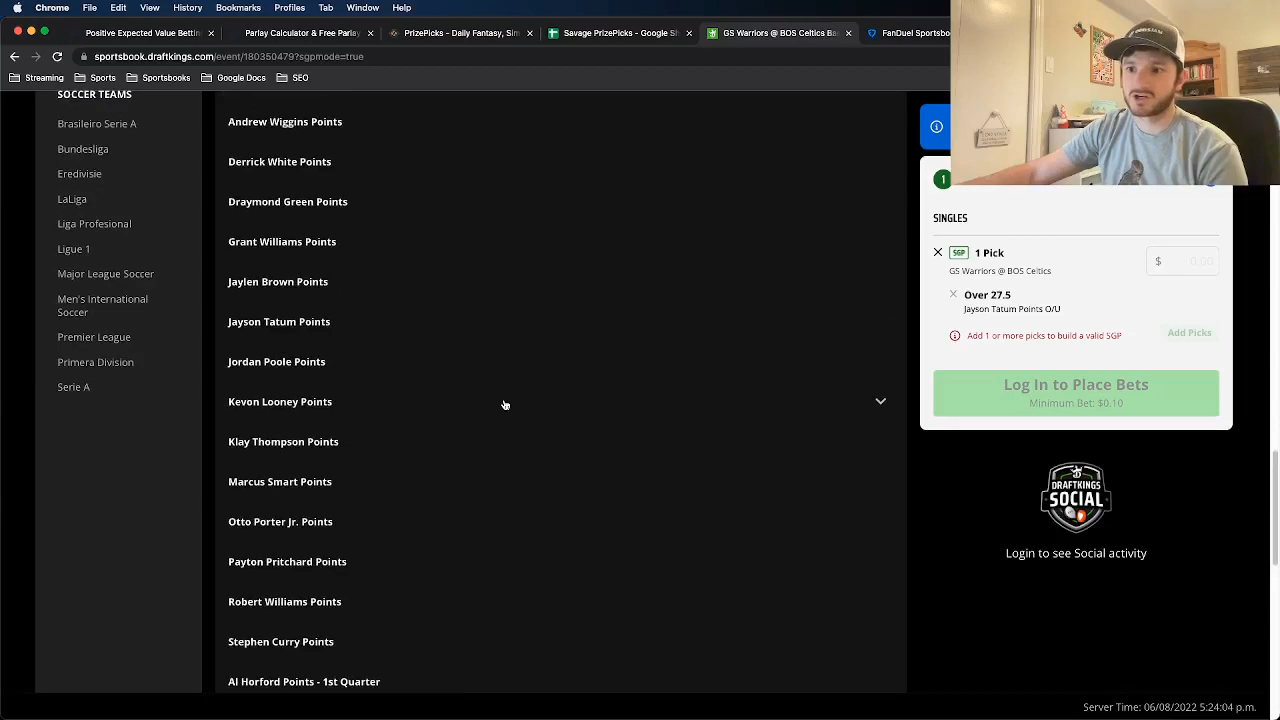 Chrome File Edit View History Bookmarks Profiles Tab Window Help
Positive Expected Value Bettin
Parlay Calculator & Free Parlay
PrizePicks - Daily Fantasy, Sim
Savage PrizePicks - Google Sh
GS Warriors @ BOS Celtics Ba
FanDuel Sportsbo
sportsbook.draftkings.com/event/180350479?sgpmode=true
Streaming Sports Sportsbooks Google Docs SEO
SOCCER TEAMS
Brasileiro Serie A
Bundesliga
Eredivisie
LaLiga
Liga Profesional
Ligue 1
Major League Soccer
Men's International
Soccer
Premier League
Primera Division
Serie A
Andrew Wiggins Points
Derrick White Points
Draymond Green Points
Grant Williams Points
Jaylen Brown Points
Jayson Tatum Points
Jordan Poole Points
Kevon Looney Points
Klay Thompson Points
Marcus Smart Points
Otto Porter Jr. Points
Payton Pritchard Points
Robert Williams Points
Stephen Curry Points
Al Horford Points - 1st Quarter
1
SINGLES
SGP 1 Pick
$ 0.00
GS Warriors @ BOS Celtics
Over 27.5
Jayson Tatum Points O/U
Add 1 or more picks to build a valid SGP
Add Picks
Log In to Place Bets
Minimum Bet: $0.10
DRAFTKINGS
SOCIAL
Login to see Social activity
Server Time: 06/08/2022 5:24:04 p.m.